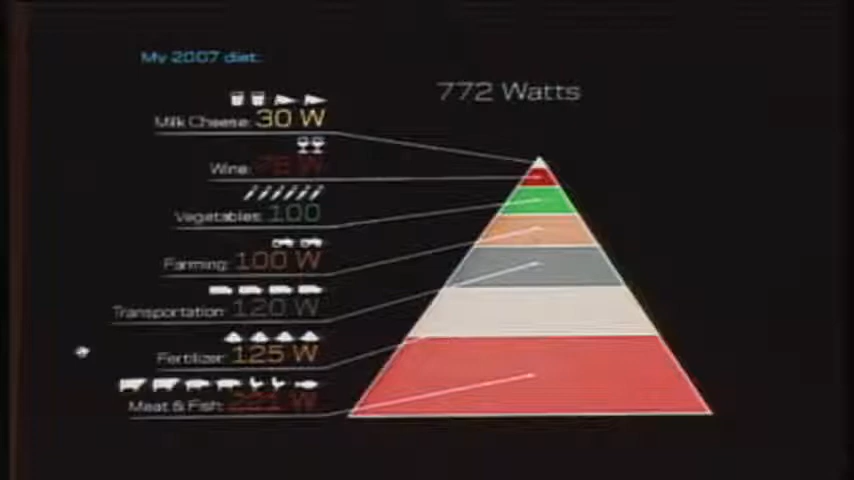 My 2007 diet:
772 Watts
Milk Cheese: 30 W
Wine: W
Vegetables: 100
Farming: 100 W
Transportation: 120 W
Fertilizer: 125 W
Meat & Fish: W